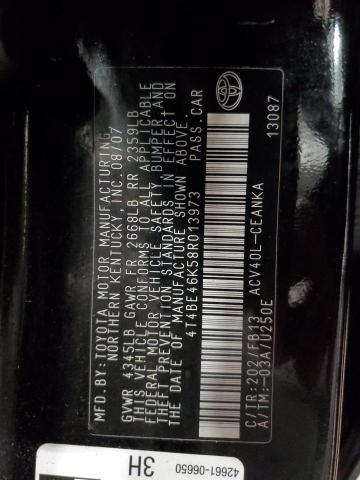 MFD.BY:TOYOTA MOTOR MANUFACTURING,
NORTHERN KENTUCKY, INC. 08/07
GVWR 4345LB GAWR FR 2668LB RR 2359LB
THIS VEHICLE CONFORMS TO ALL APPLICABLE
FEDERAL MOTOR VEHICLE SAFETY, BUMPER AND
THEFT PREVENTION STANDARDS IN EFFECT ON
THE DATE OF MANUFACTURE SHOWN ABOVE.
4T4BE46K58R013973 PASS.CAR
C/TR:202/FB13 ACV40L-CEANKA
A/TM:-03A/U250E 13087
42661-06650
3H